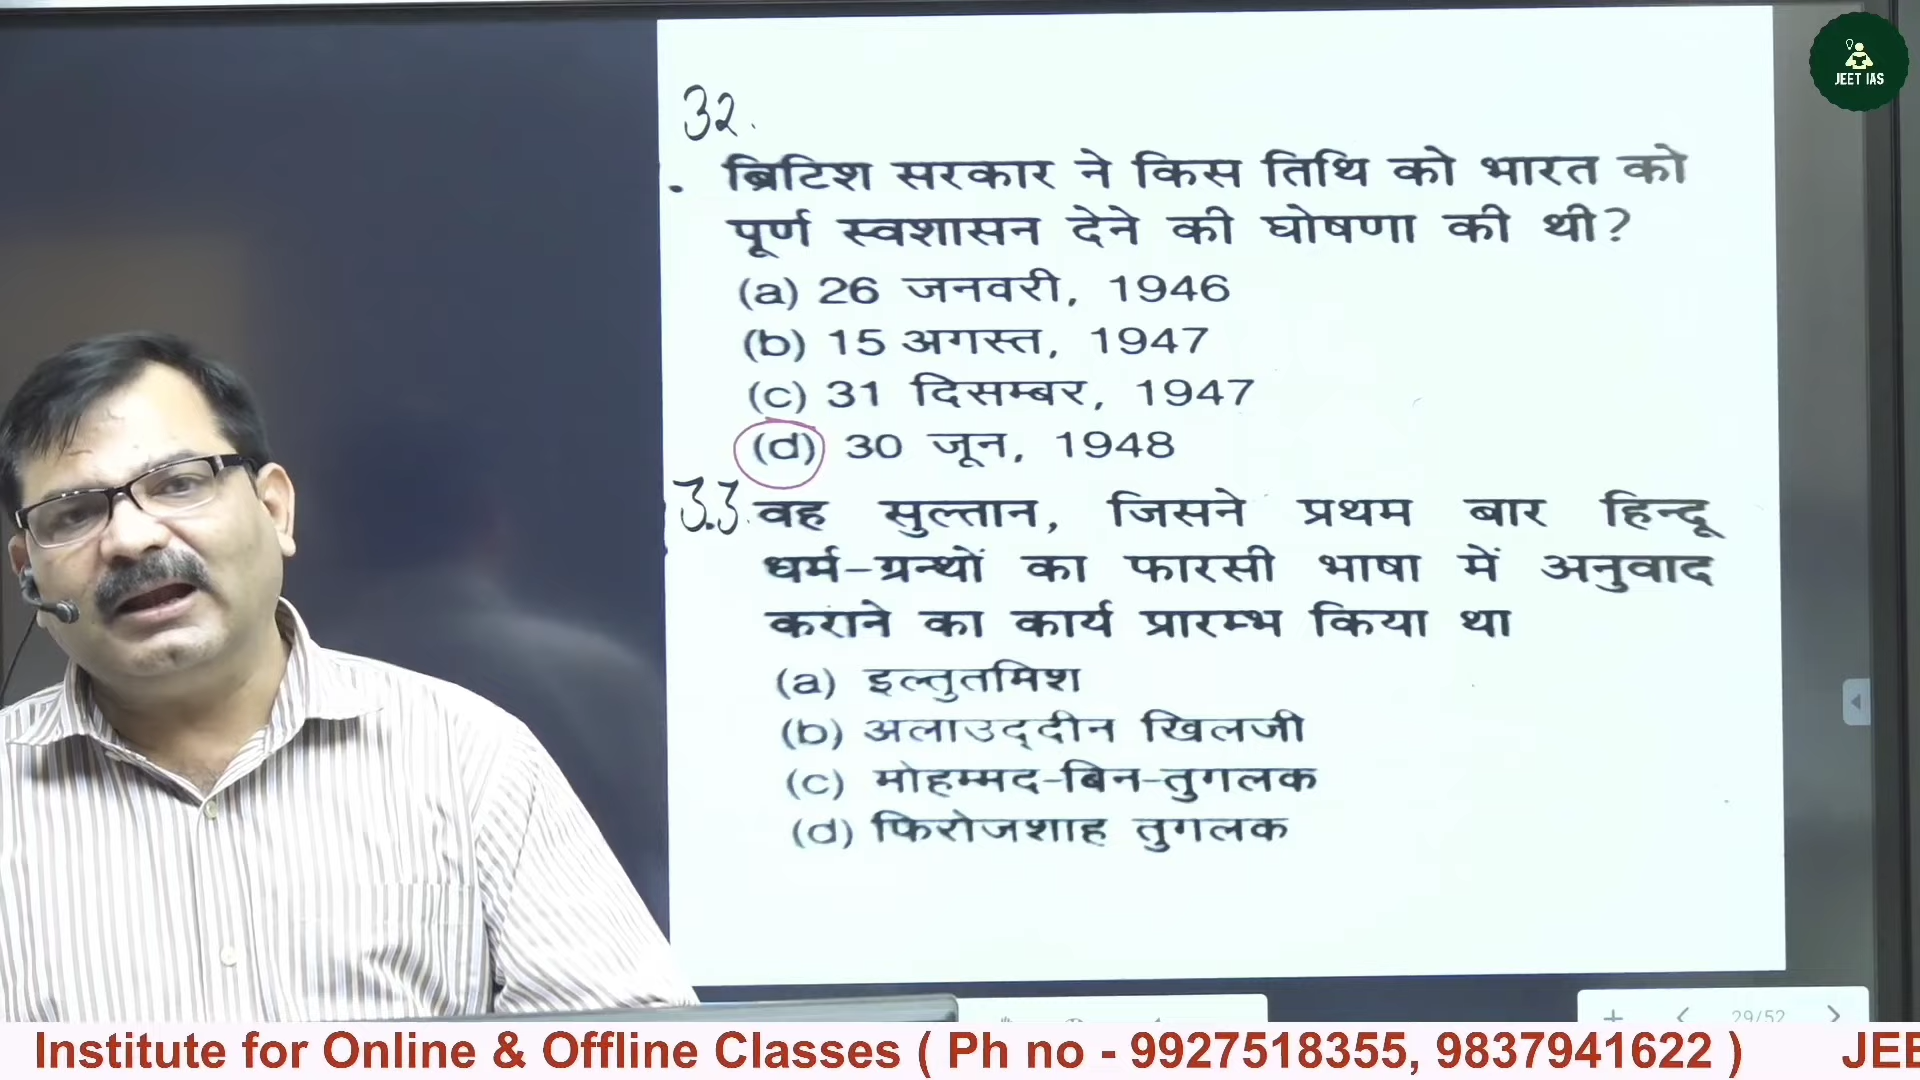 JEET IAS
32.
. ब्रिटिश सरकार ने किस तिथि को भारत को
पूर्ण स्वशासन देने की घोषणा की थी?
(a) 26 जनवरी, 1946
(b) 15 अगस्त, 1947
(c) 31 दिसम्बर, 1947
(d) 30 जून, 1948
33. वह सुल्तान, जिसने प्रथम बार हिन्दू
धर्म-ग्रन्थों का फारसी भाषा में अनुवाद
कराने का कार्य प्रारम्भ किया था
(a) इल्तुतमिश
(b) अलाउद्दीन खिलजी
(c) मोहम्मद-बिन-तुगलक
(d) फिरोजशाह तुगलक
29/52
Institute for Online & Offline Classes ( Ph no - 9927518355, 9837941622 ) JEE